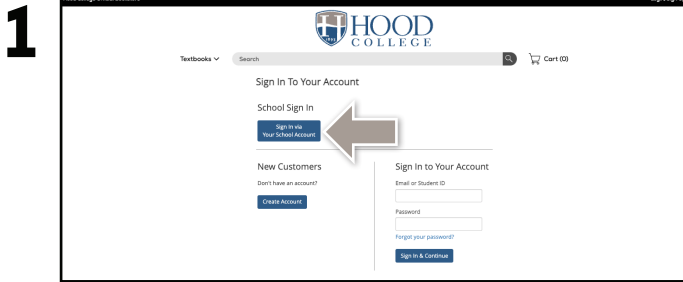 1
HOOD
COLLEGE
1893
Textbooks
Search
Cart (0)
Sign In To Your Account
School Sign In
Sign In via
Your School Account
New Customers
Don't have an account?
Create Account
Sign In to Your Account
Email or Student ID
Password
Forgot your password?
Sign In & Continue